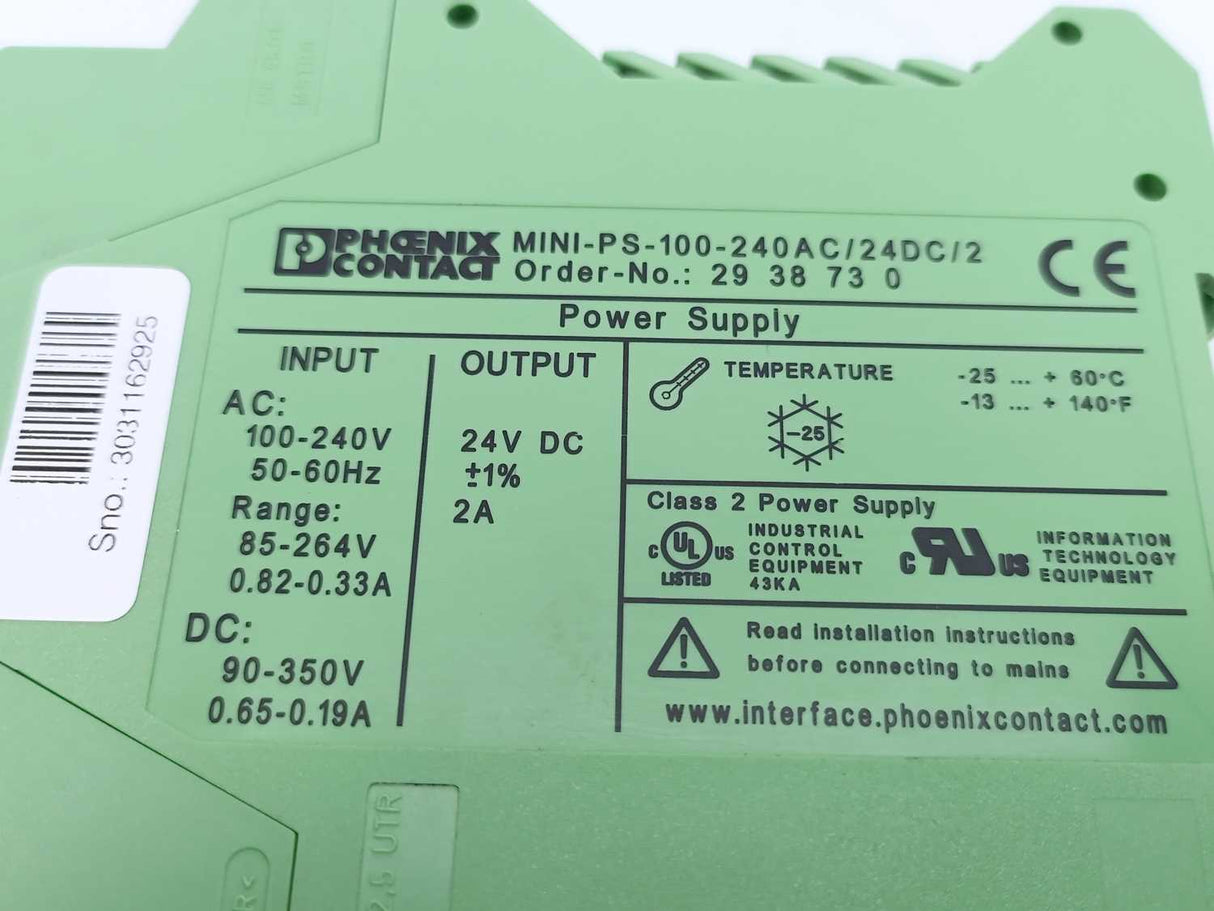 PHOENIX CONTACT
MINI-PS-100-240AC/24DC/2
Order-No.: 29 38 73 0
CE
Power Supply
INPUT
AC:
100-240V
50-60Hz
Range:
85-264V
0.82-0.33A
DC:
90-350V
0.65-0.19A
OUTPUT
24V DC
±1%
2A
TEMPERATURE
-25 ... + 60°C
-13 ... + 140°F
-25
Class 2 Power Supply
C UL US
LISTED
INDUSTRIAL
CONTROL
EQUIPMENT
43KA
C RU US
INFORMATION
TECHNOLOGY
EQUIPMENT
Read installation instructions
before connecting to mains
www.interface.phoenixcontact.com
Sno.: 3031162925
2,5 UTR
R<